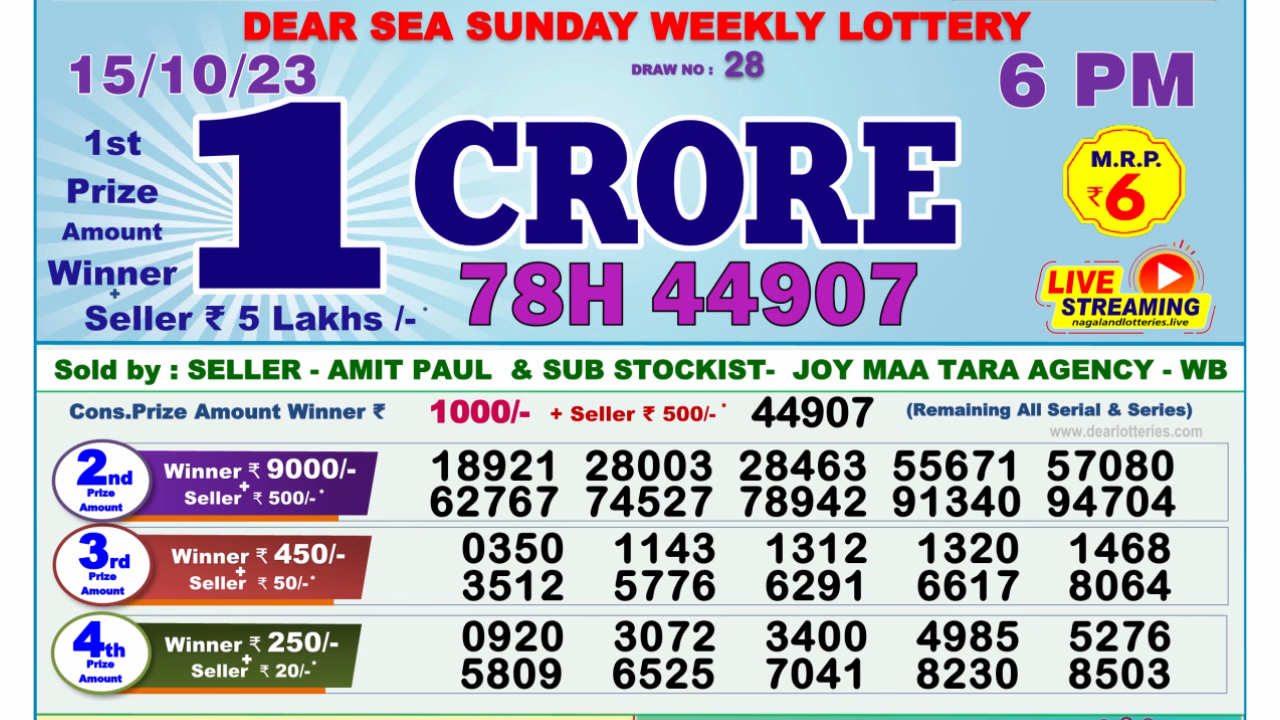 DEAR SEA SUNDAY WEEKLY LOTTERY
15/10/23
DRAW NO : 28
6 PM
1st
Prize
Amount
Winner
+
Seller ₹ 5 Lakhs /-*
1 CRORE
78H 44907
M.R.P.
₹6
LIVE
STREAMING
nagalandlotteries.live
Sold by : SELLER - AMIT PAUL & SUB STOCKIST- JOY MAA TARA AGENCY - WB
Cons.Prize Amount Winner ₹ 1000/- + Seller ₹ 500/-* 44907 (Remaining All Serial & Series)
www.dearlotteries.com
2nd
Prize
Amount
Winner ₹ 9000/-
+
Seller ₹ 500/-*
18921 28003 28463 55671 57080
62767 74527 78942 91340 94704
3rd
Prize
Amount
Winner ₹ 450/-
+
Seller ₹ 50/-*
0350 1143 1312 1320 1468
3512 5776 6291 6617 8064
4th
Prize
Amount
Winner ₹ 250/-
+
Seller ₹ 20/-*
0920 3072 3400 4985 5276
5809 6525 7041 8230 8503